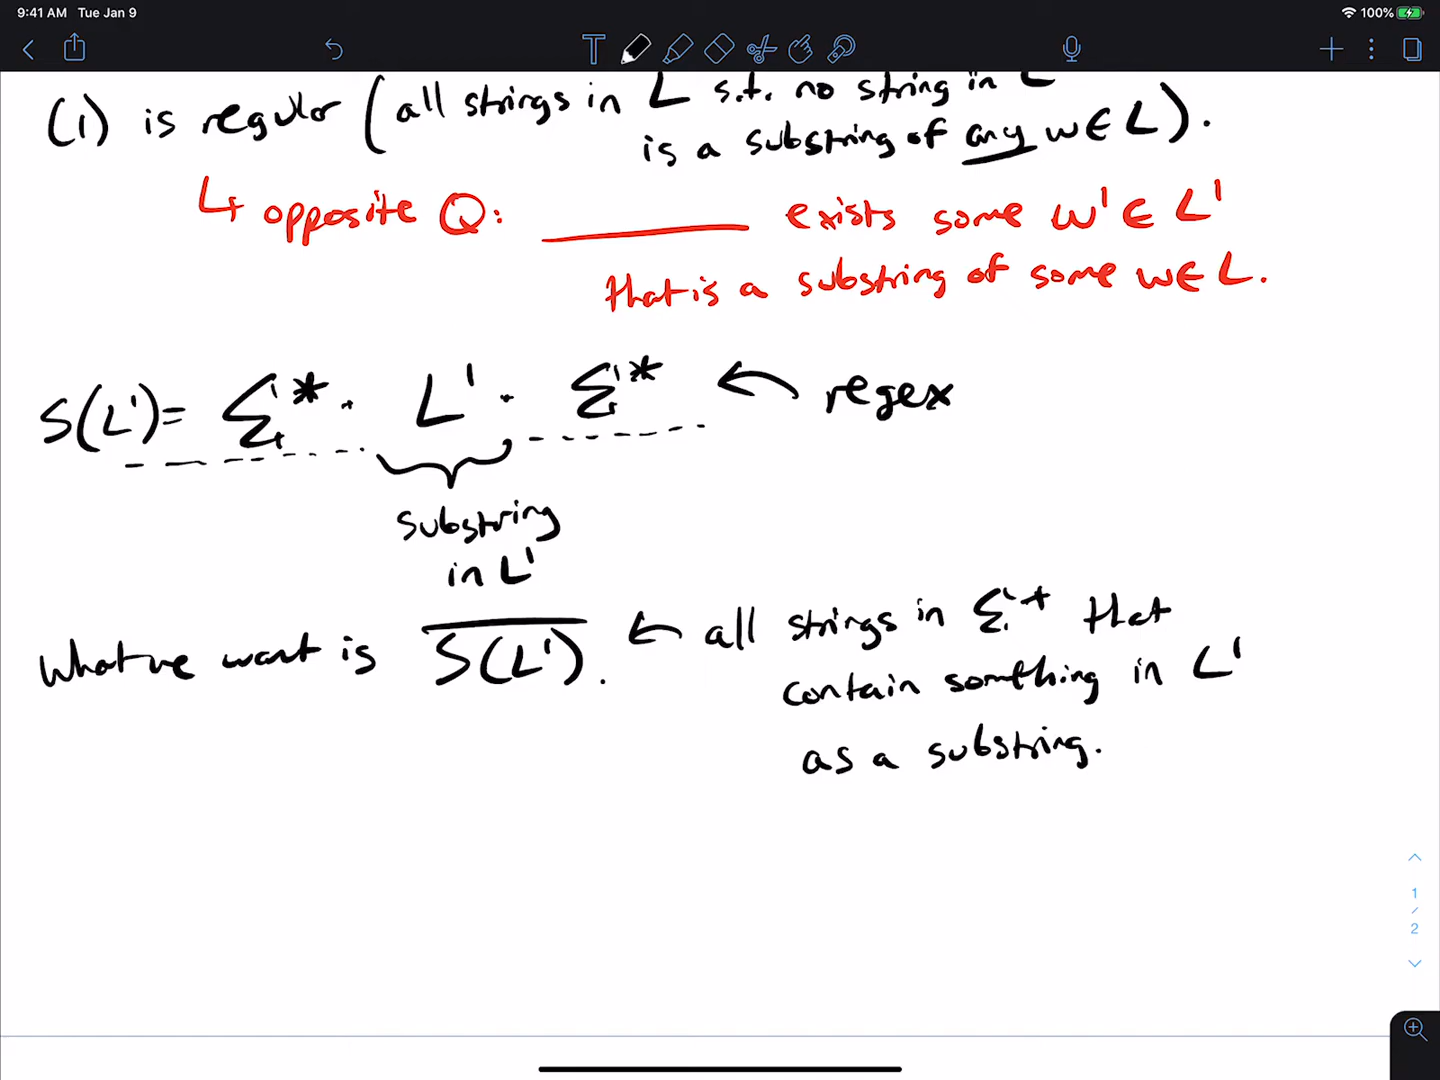 9:41 AM Tue Jan 9
100%
(1) is regular (all strings in L s.t. no string in L
is a substring of any w ∈ L).
↳ opposite Q: ______ exists some w' ∈ L'
that is a substring of some w ∈ L.
S(L') = Σ* · L' · Σ* ← regex
substring
in L'
What we want is \overline{S(L')}. ← all strings in Σ* that
contain something in L'
as a substring.
1
/
2